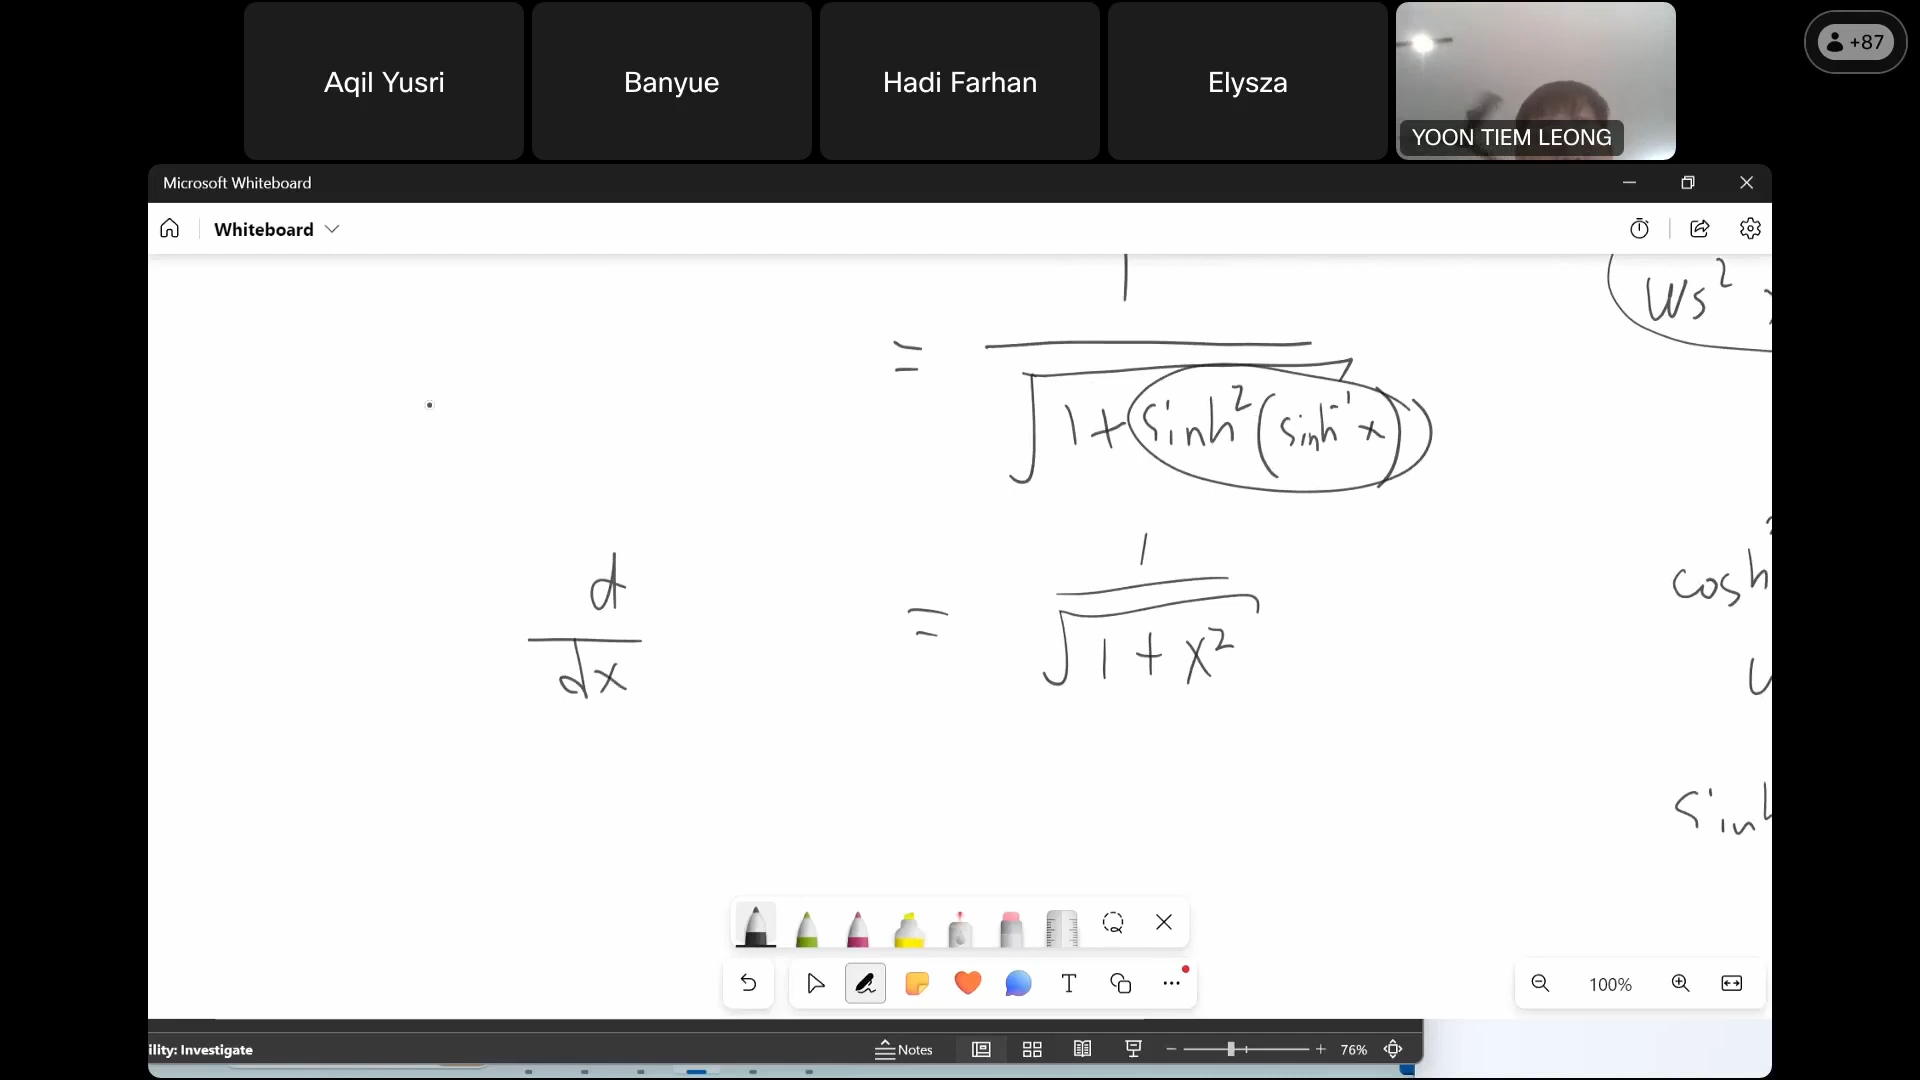 Aqil Yusri
Banyue
Hadi Farhan
Elysza
YOON TIEM LEONG
+87
Microsoft Whiteboard
Whiteboard
1
= 
√1 + sinh²(sinh⁻¹x))
ws²
d
dx
=
1
√1 + x²
cosh
sinh
T
100%
ility: Investigate
Notes
76%